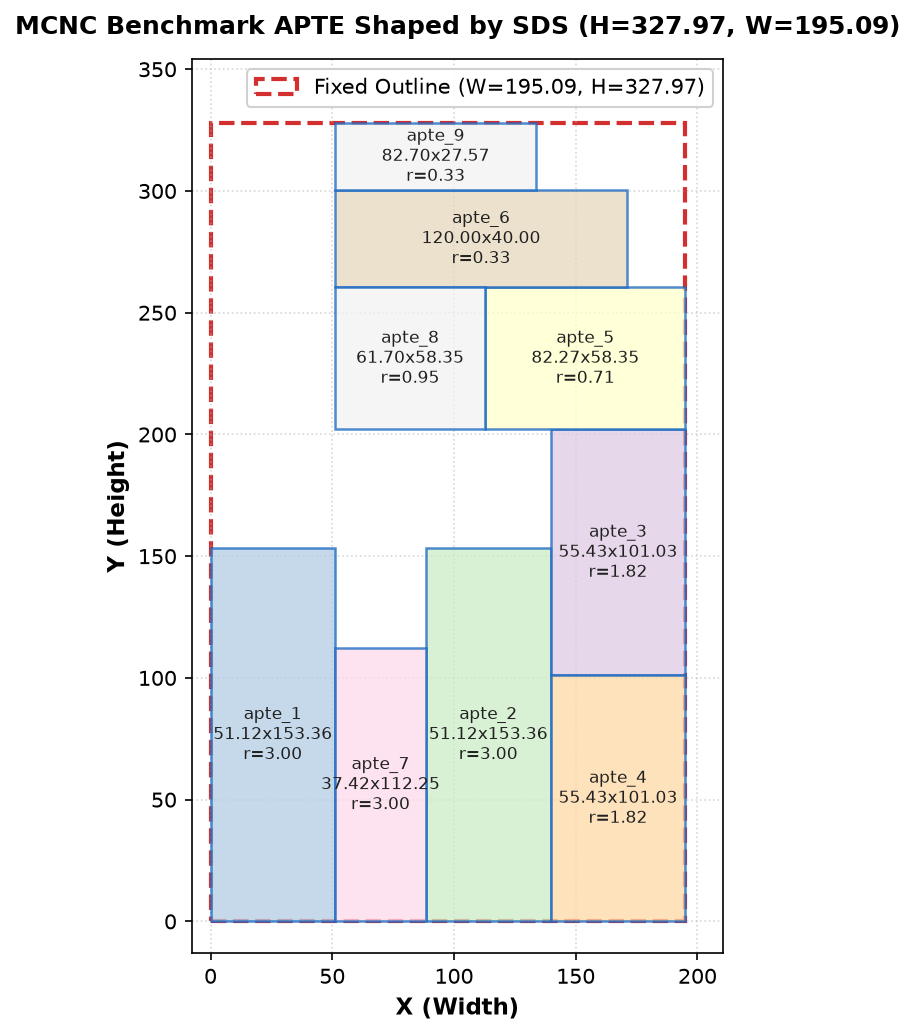 MCNC Benchmark APTE Shaped by SDS (H=327.97, W=195.09)
Fixed Outline (W=195.09, H=327.97)
350
300
250
200
150
100
50
0
Y (Height)
apte_9
82.70x27.57
r=0.33
apte_6
120.00x40.00
r=0.33
apte_8
61.70x58.35
r=0.95
apte_5
82.27x58.35
r=0.71
apte_3
55.43x101.03
r=1.82
apte_1
51.12x153.36
r=3.00
apte_7
37.42x112.25
r=3.00
apte_2
51.12x153.36
r=3.00
apte_4
55.43x101.03
r=1.82
0
50
100
150
200
X (Width)